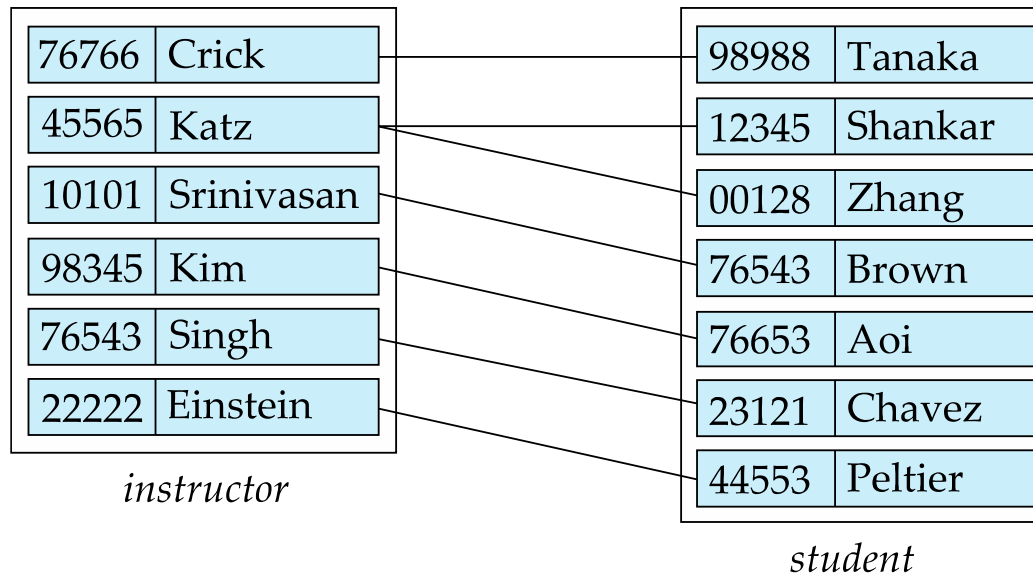 76766 Crick
45565 Katz
10101 Srinivasan
98345 Kim
76543 Singh
22222 Einstein
instructor
98988 Tanaka
12345 Shankar
00128 Zhang
76543 Brown
76653 Aoi
23121 Chavez
44553 Peltier
student